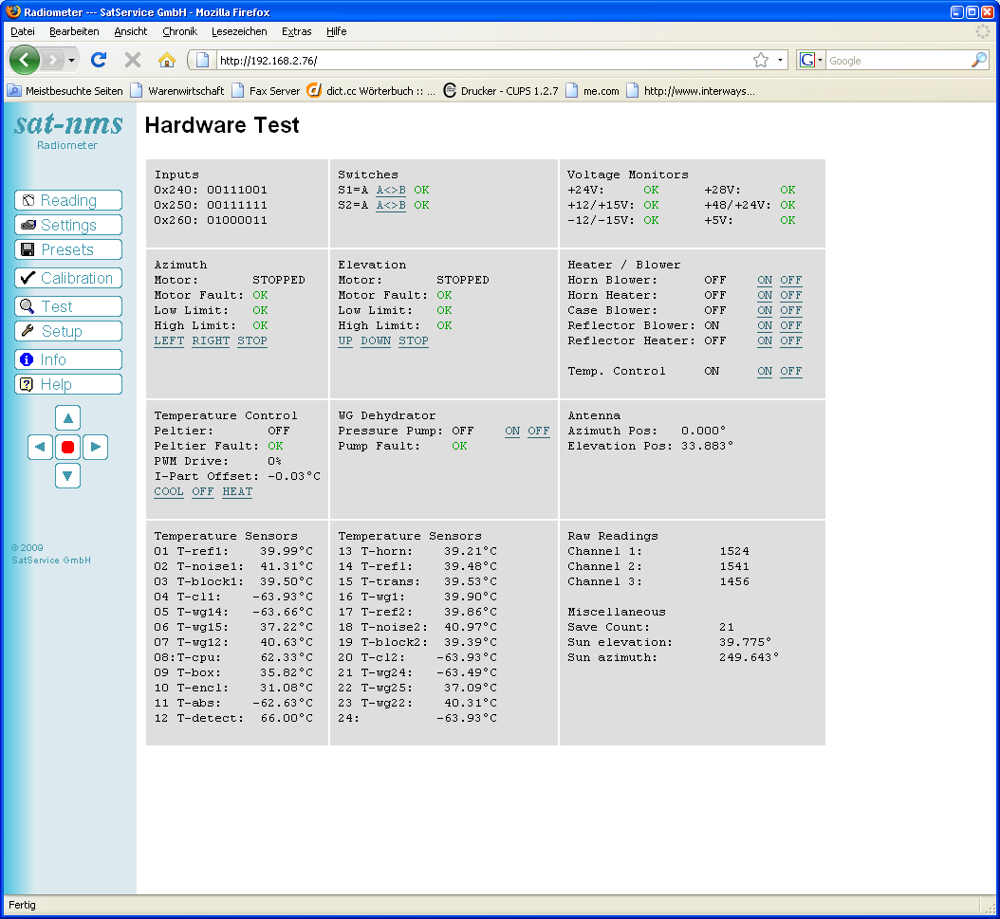 Radiometer --- SatService GmbH - Mozilla Firefox
Datei Bearbeiten Ansicht Chronik Lesezeichen Extras Hilfe
http://192.168.2.76/
G Google
Meistbesuchte Seiten Warenwirtschaft Fax Server dict.cc Wörterbuch :: ... Drucker - CUPS 1.2.7 me.com http://www.interways...
sat-nms
Radiometer
Reading
Settings
Presets
Calibration
Test
Setup
Info
Help
© 2009
SatService GmbH
Hardware Test
Inputs
0x240: 00111001
0x250: 00111111
0x260: 01000011
Switches
S1=A A<>B OK
S2=A A<>B OK
Voltage Monitors
+24V: OK +28V: OK
+12/+15V: OK +48/+24V: OK
-12/-15V: OK +5V: OK
Azimuth
Motor: STOPPED
Motor Fault: OK
Low Limit: OK
High Limit: OK
LEFT RIGHT STOP
Elevation
Motor: STOPPED
Motor Fault: OK
Low Limit: OK
High Limit: OK
UP DOWN STOP
Heater / Blower
Horn Blower: OFF ON OFF
Horn Heater: OFF ON OFF
Case Blower: OFF ON OFF
Reflector Blower: ON ON OFF
Reflector Heater: OFF ON OFF
Temp. Control ON ON OFF
Temperature Control
Peltier: OFF
Peltier Fault: OK
PWM Drive: 0%
I-Part Offset: -0.03°C
COOL OFF HEAT
WG Dehydrator
Pressure Pump: OFF ON OFF
Pump Fault: OK
Antenna
Azimuth Pos: 0.000°
Elevation Pos: 33.883°
Temperature Sensors
01 T-ref1: 39.99°C
02 T-noise1: 41.31°C
03 T-block1: 39.50°C
04 T-cl1: -63.93°C
05 T-wg14: -63.66°C
06 T-wg15: 37.22°C
07 T-wg12: 40.63°C
08:T-cpu: 62.33°C
09 T-box: 35.82°C
10 T-encl: 31.08°C
11 T-abs: -62.63°C
12 T-detect: 66.00°C
Temperature Sensors
13 T-horn: 39.21°C
14 T-refl: 39.48°C
15 T-trans: 39.53°C
16 T-wg1: 39.90°C
17 T-ref2: 39.86°C
18 T-noise2: 40.97°C
19 T-block2: 39.39°C
20 T-cl2: -63.93°C
21 T-wg24: -63.49°C
22 T-wg25: 37.09°C
23 T-wg22: 40.31°C
24: -63.93°C
Raw Readings
Channel 1: 1524
Channel 2: 1541
Channel 3: 1456
Miscellaneous
Save Count: 21
Sun elevation: 39.775°
Sun azimuth: 249.643°
Fertig